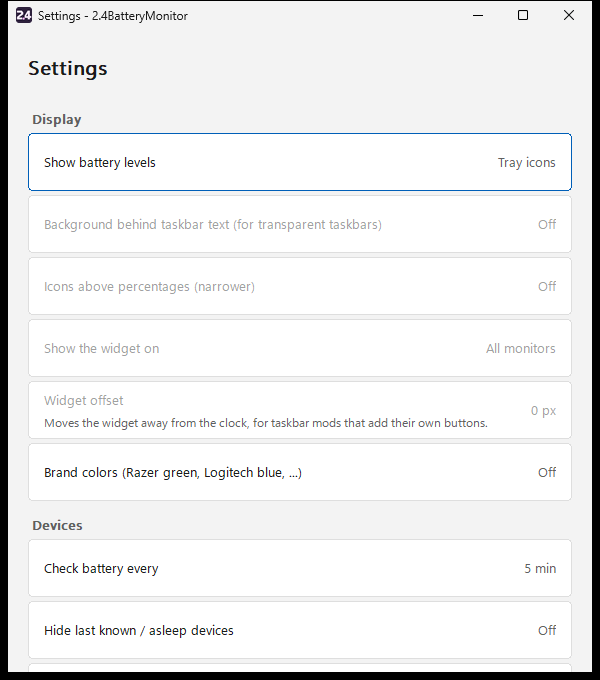 2.4 Settings - 2.4BatteryMonitor
Settings
Display
Show battery levels Tray icons
Background behind taskbar text (for transparent taskbars) Off
Icons above percentages (narrower) Off
Show the widget on All monitors
Widget offset
Moves the widget away from the clock, for taskbar mods that add their own buttons. 0 px
Brand colors (Razer green, Logitech blue, ...) Off
Devices
Check battery every 5 min
Hide last known / asleep devices Off